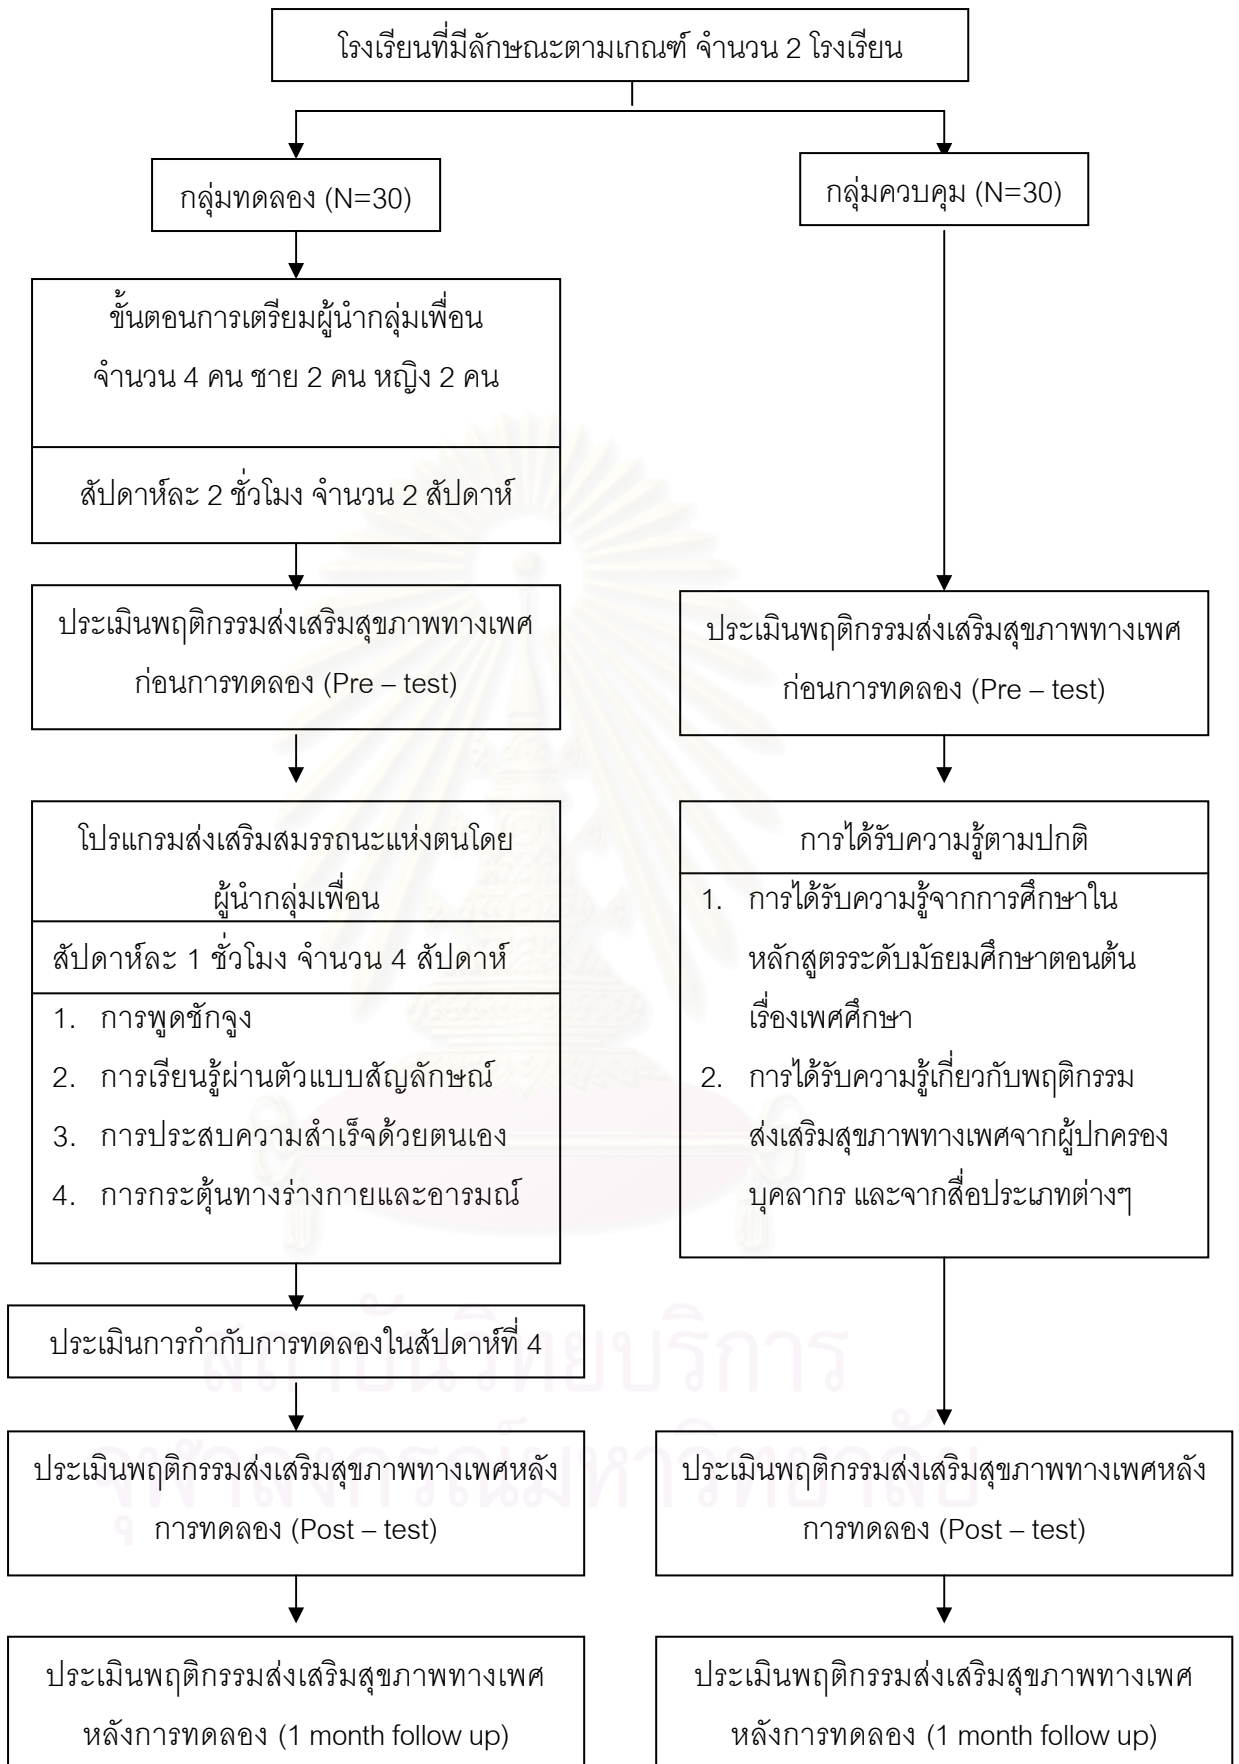 โรงเรียนที่มีลักษณะตามเกณฑ์ จำนวน 2 โรงเรียน
กลุ่มทดลอง (N=30)
กลุ่มควบคุม (N=30)
ขั้นตอนการเตรียมผู้นำกลุ่มเพื่อน
จำนวน 4 คน ชาย 2 คน หญิง 2 คน
สัปดาห์ละ 2 ชั่วโมง จำนวน 2 สัปดาห์
ประเมินพฤติกรรมส่งเสริมสุขภาพทางเพศ
ก่อนการทดลอง (Pre – test)
ประเมินพฤติกรรมส่งเสริมสุขภาพทางเพศ
ก่อนการทดลอง (Pre – test)
โปรแกรมส่งเสริมสมรรถนะแห่งตนโดย
ผู้นำกลุ่มเพื่อน
สัปดาห์ละ 1 ชั่วโมง จำนวน 4 สัปดาห์
1. การพูดชักจูง
2. การเรียนรู้ผ่านตัวแบบสัญลักษณ์
3. การประสบความสำเร็จด้วยตนเอง
4. การกระตุ้นทางร่างกายและอารมณ์
การได้รับความรู้ตามปกติ
1. การได้รับความรู้จากการศึกษาใน
หลักสูตรระดับมัธยมศึกษาตอนต้น
เรื่องเพศศึกษา
2. การได้รับความรู้เกี่ยวกับพฤติกรรม
ส่งเสริมสุขภาพทางเพศจากผู้ปกครอง
บุคลากร และจากสื่อประเภทต่างๆ
ประเมินการกำกับการทดลองในสัปดาห์ที่ 4
ประเมินพฤติกรรมส่งเสริมสุขภาพทางเพศหลัง
การทดลอง (Post – test)
ประเมินพฤติกรรมส่งเสริมสุขภาพทางเพศหลัง
การทดลอง (Post – test)
ประเมินพฤติกรรมส่งเสริมสุขภาพทางเพศ
หลังการทดลอง (1 month follow up)
ประเมินพฤติกรรมส่งเสริมสุขภาพทางเพศ
หลังการทดลอง (1 month follow up)
สถาบันวิทยบริการ
จุฬาลงกรณ์มหาวิทยาลัย